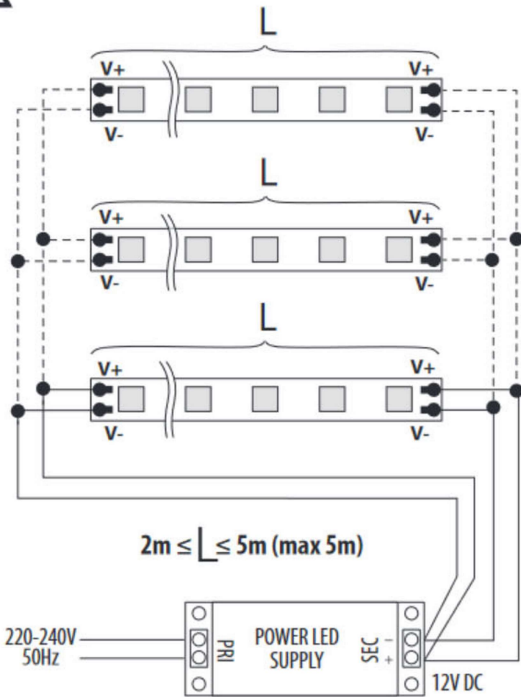 L
V+ V+
V- V-
L
V+ V+
V- V-
L
V+ V+
V- V-
2m ≤ L ≤ 5m (max 5m)
220-240V
50Hz
PRI
POWER LED
SUPPLY
SEC
-
+
12V DC